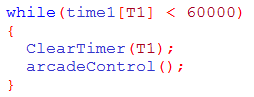 while(time1[T1] < 60000)
{
  ClearTimer(T1);
  arcadeControl();
}